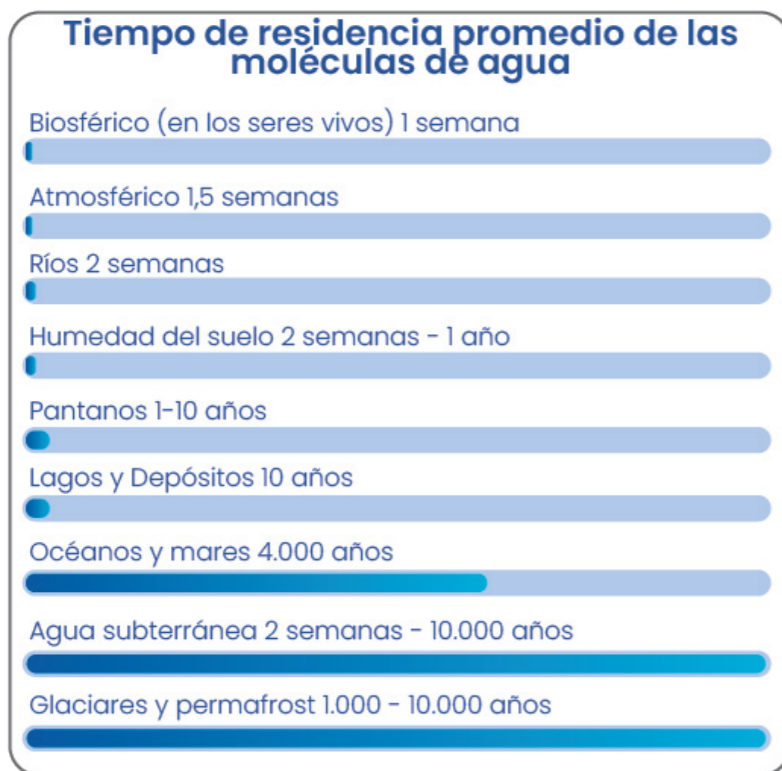 Tiempo de residencia promedio de las
moléculas de agua
Biosférico (en los seres vivos) 1 semana
Atmosférico 1,5 semanas
Ríos 2 semanas
Humedad del suelo 2 semanas - 1 año
Pantanos 1-10 años
Lagos y Depósitos 10 años
Océanos y mares 4.000 años
Agua subterránea 2 semanas - 10.000 años
Glaciares y permafrost 1.000 - 10.000 años